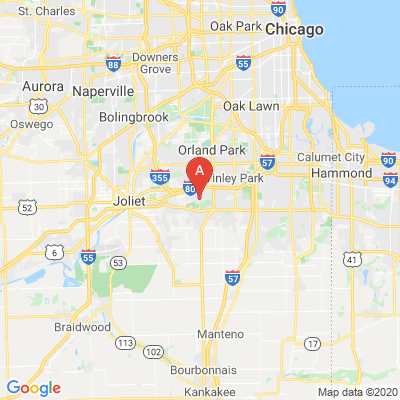 St. Charles
90
Oak Park
Chicago
Downers
Grove
88
55
Aurora
30
Naperville
Oak Lawn
Oswego
Bolingbrook
Orland Park
57
Calumet City
90
355
80
A
inley Park
Hammond
94
52
Joliet
6
55
53
57
41
Braidwood
Manteno
113
102
17
Bourbonnais
Kankakee
Google
Map data ©2020